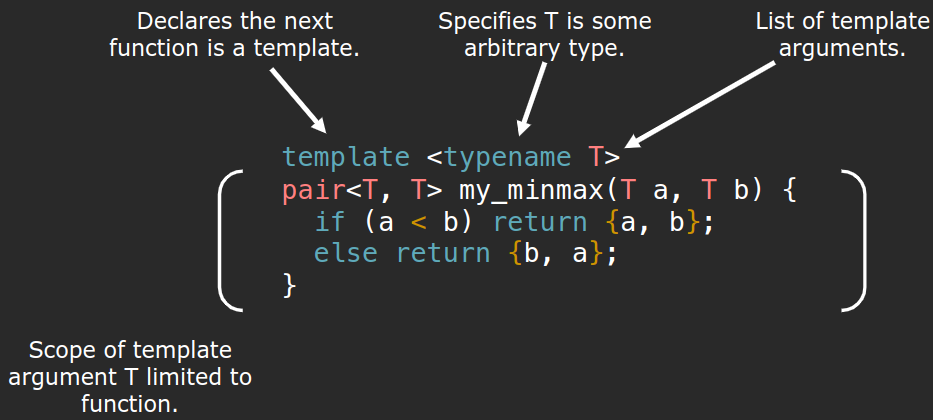 Declares the next
function is a template.
Specifies T is some
arbitrary type.
List of template
arguments.
template <typename T>
pair<T, T> my_minmax(T a, T b) {
  if (a < b) return {a, b};
  else return {b, a};
}
Scope of template
argument T limited to
function.